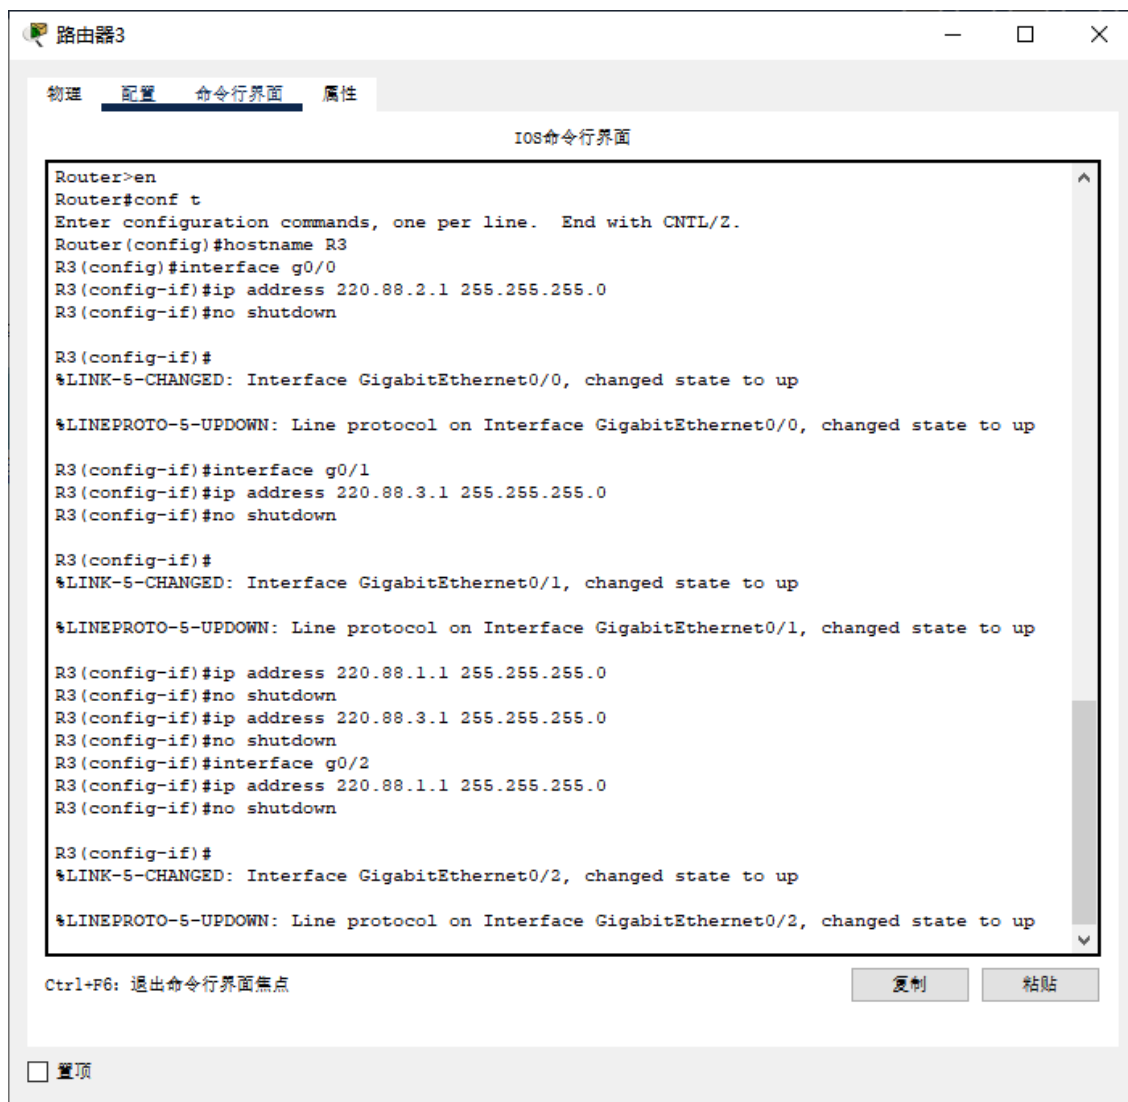 路由器3
物理 配置 命令行界面 属性
IOS命令行界面
Router>en
Router#conf t
Enter configuration commands, one per line.  End with CNTL/Z.
Router(config)#hostname R3
R3(config)#interface g0/0
R3(config-if)#ip address 220.88.2.1 255.255.255.0
R3(config-if)#no shutdown
R3(config-if)#
%LINK-5-CHANGED: Interface GigabitEthernet0/0, changed state to up
%LINEPROTO-5-UPDOWN: Line protocol on Interface GigabitEthernet0/0, changed state to up
R3(config-if)#interface g0/1
R3(config-if)#ip address 220.88.3.1 255.255.255.0
R3(config-if)#no shutdown
R3(config-if)#
%LINK-5-CHANGED: Interface GigabitEthernet0/1, changed state to up
%LINEPROTO-5-UPDOWN: Line protocol on Interface GigabitEthernet0/1, changed state to up
R3(config-if)#ip address 220.88.1.1 255.255.255.0
R3(config-if)#no shutdown
R3(config-if)#ip address 220.88.3.1 255.255.255.0
R3(config-if)#no shutdown
R3(config-if)#interface g0/2
R3(config-if)#ip address 220.88.1.1 255.255.255.0
R3(config-if)#no shutdown
R3(config-if)#
%LINK-5-CHANGED: Interface GigabitEthernet0/2, changed state to up
%LINEPROTO-5-UPDOWN: Line protocol on Interface GigabitEthernet0/2, changed state to up
Ctrl+F6: 退出命令行界面焦点 复制 粘贴
置顶